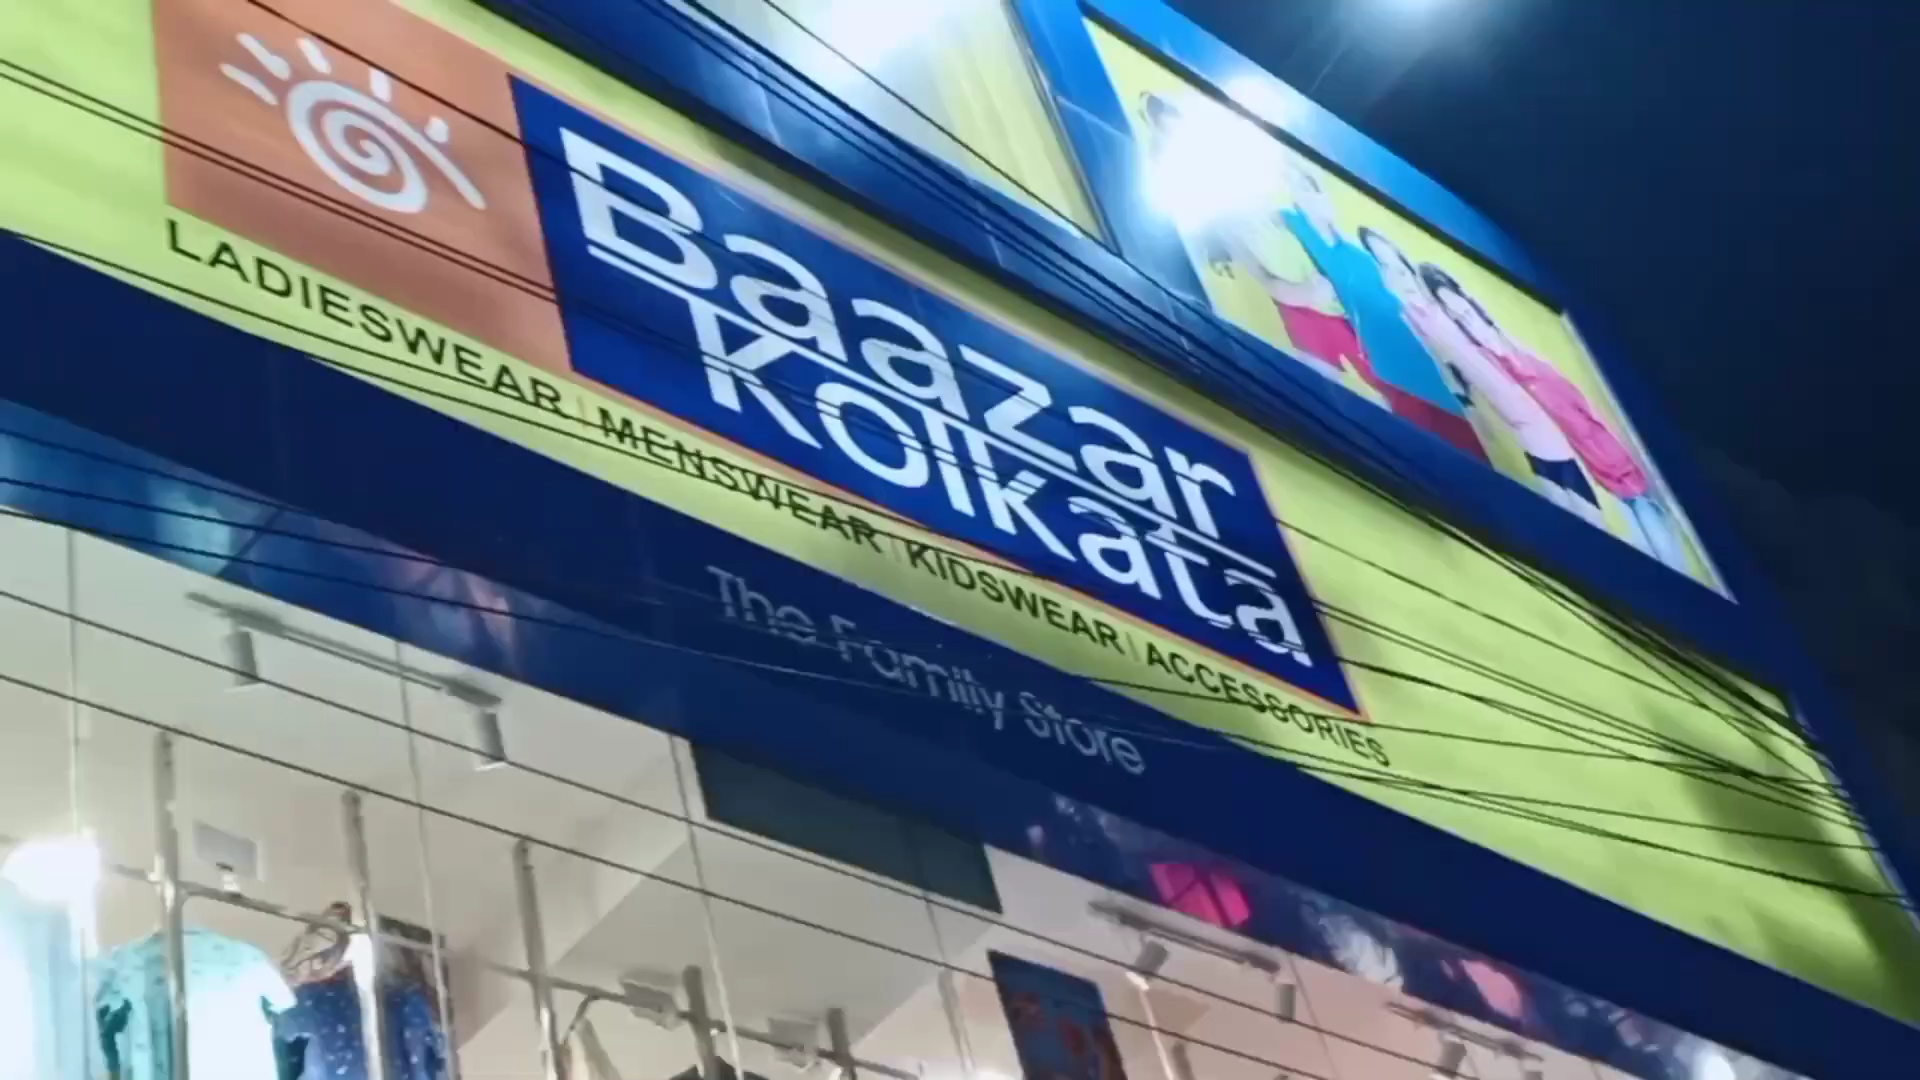 Baazar
Kolkata
LADIESWEAR | MENSWEAR | KIDSWEAR | ACCESSORIES
The Family Store